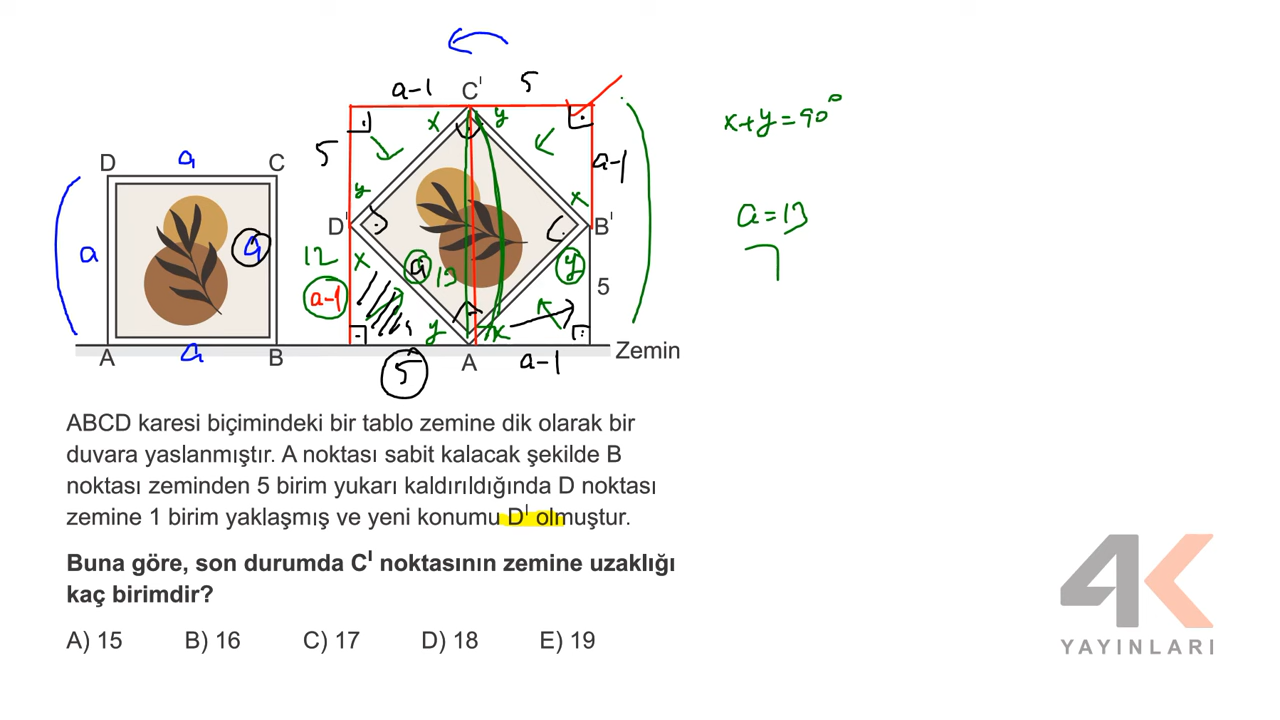 a-1
5
C'
x
y
x+y=90°
5
a-1
D
a
C
y
x
a=13
a
a
D'
B'
12
x
a
13
y
5
a-1
y
x
A
a
B
5
A
a-1
Zemin
ABCD karesi biçimindeki bir tablo zemine dik olarak bir
duvara yaslanmıştır. A noktası sabit kalacak şekilde B
noktası zeminden 5 birim yukarı kaldırıldığında D noktası
zemine 1 birim yaklaşmış ve yeni konumu Dᴵ olmuştur.
Buna göre, son durumda Cᴵ noktasının zemine uzaklığı
kaç birimdir?
A) 15 B) 16 C) 17 D) 18 E) 19
4K
YAYINLARI